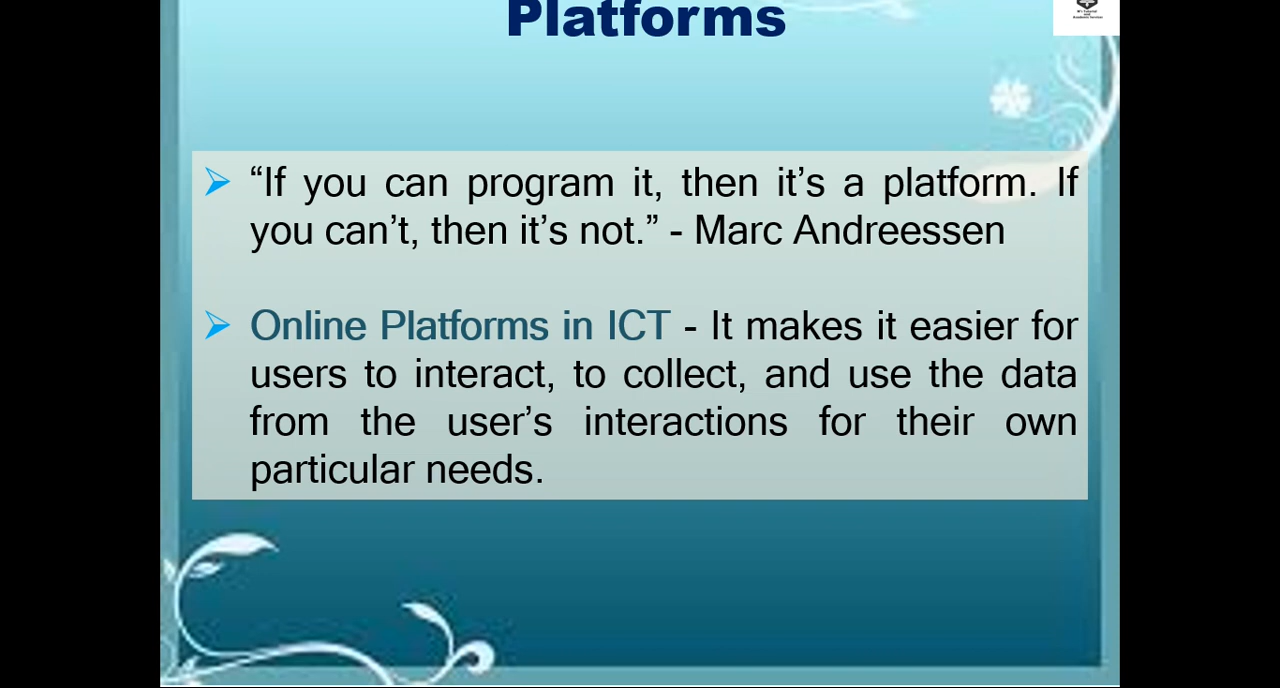 Platforms
“If you can program it, then it’s a platform. If
you can’t, then it’s not.” - Marc Andreessen
Online Platforms in ICT - It makes it easier for
users to interact, to collect, and use the data
from the user’s interactions for their own
particular needs.